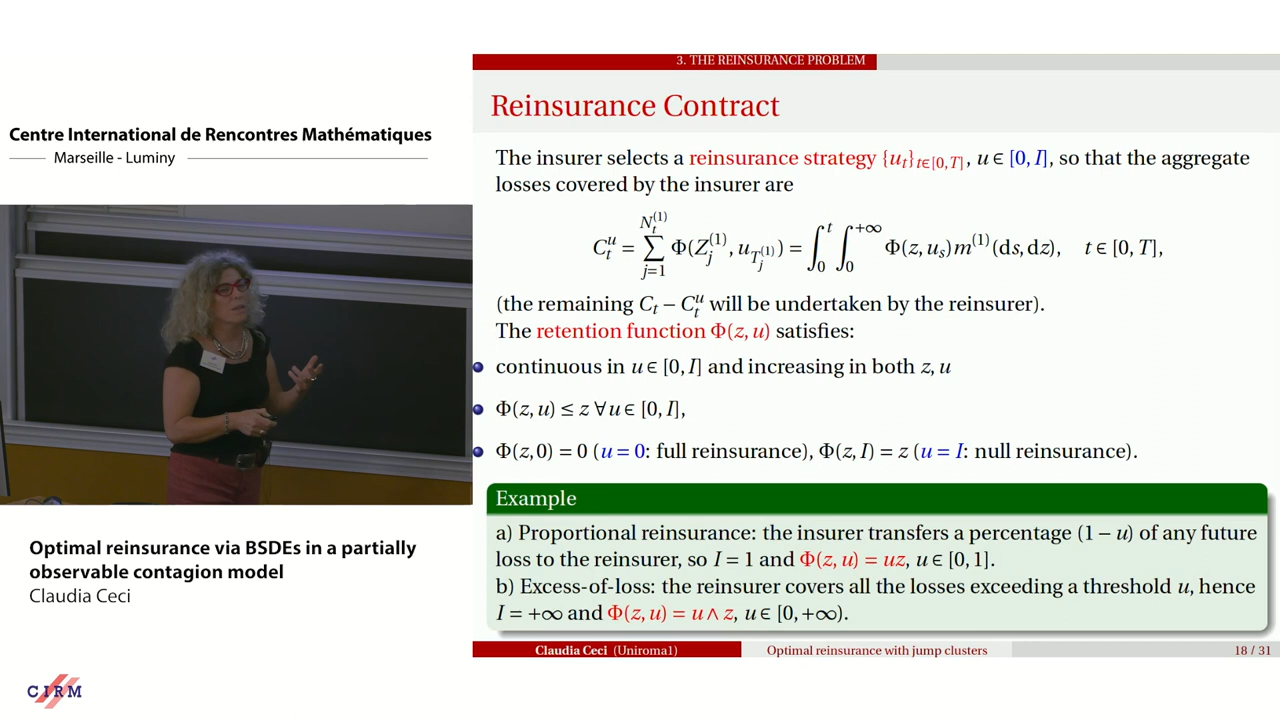 Centre International de Rencontres Mathématiques
Marseille - Luminy
Optimal reinsurance via BSDEs in a partially
observable contagion model
Claudia Ceci
CIRM
3. THE REINSURANCE PROBLEM
Reinsurance Contract
The insurer selects a reinsurance strategy {u_t}_{t∈[0,T]}, u ∈ [0, I], so that the aggregate
losses covered by the insurer are
C_t^u = ∑_{j=1}^{N_t^{(1)}} Φ(Z_j^{(1)}, u_{T_j^{(1)}}) = ∫_0^t ∫_0^{+∞} Φ(z, u_s) m^{(1)}(ds, dz), t ∈ [0, T],
(the remaining C_t − C_t^u will be undertaken by the reinsurer).
The retention function Φ(z, u) satisfies:
continuous in u ∈ [0, I] and increasing in both z, u
Φ(z, u) ≤ z ∀u ∈ [0, I],
Φ(z, 0) = 0 (u = 0: full reinsurance), Φ(z, I) = z (u = I: null reinsurance).
Example
a) Proportional reinsurance: the insurer transfers a percentage (1 − u) of any future
loss to the reinsurer, so I = 1 and Φ(z, u) = uz, u ∈ [0, 1].
b) Excess-of-loss: the reinsurer covers all the losses exceeding a threshold u, hence
I = +∞ and Φ(z, u) = u ∧ z, u ∈ [0, +∞).
Claudia Ceci (Uniroma1)
Optimal reinsurance with jump clusters
18 / 31